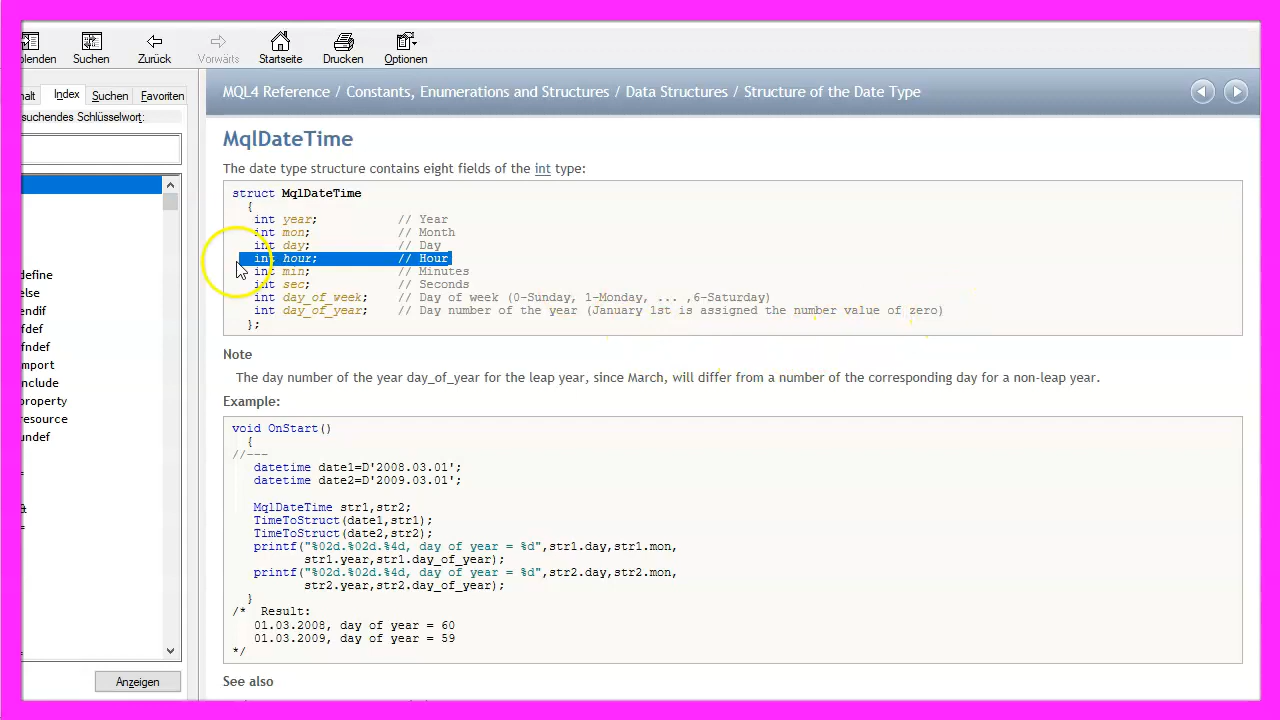 olenden Suchen Zurück Vorwärts Startseite Drucken Optionen
halt Index Suchen Favoriten
suchendes Schlüsselwort:
MQL4 Reference / Constants, Enumerations and Structures / Data Structures / Structure of the Date Type
MqlDateTime
The date type structure contains eight fields of the int type:
struct MqlDateTime
{
int year; // Year
int mon; // Month
int day; // Day
int hour; // Hour
int min; // Minutes
int sec; // Seconds
int day_of_week; // Day of week (0-Sunday, 1-Monday, ... ,6-Saturday)
int day_of_year; // Day number of the year (January 1st is assigned the number value of zero)
};
efine
else
endif
fdef
fndef
mport
nclude
property
resource
undef
Anzeigen
Note
The day number of the year day_of_year for the leap year, since March, will differ from a number of the corresponding day for a non-leap year.
Example:
void OnStart()
{
//---
datetime date1=D'2008.03.01';
datetime date2=D'2009.03.01';
MqlDateTime str1,str2;
TimeToStruct(date1,str1);
TimeToStruct(date2,str2);
printf("%02d.%02d.%4d, day of year = %d",str1.day,str1.mon,
str1.year,str1.day_of_year);
printf("%02d.%02d.%4d, day of year = %d",str2.day,str2.mon,
str2.year,str2.day_of_year);
}
/* Result:
01.03.2008, day of year = 60
01.03.2009, day of year = 59
*/
See also